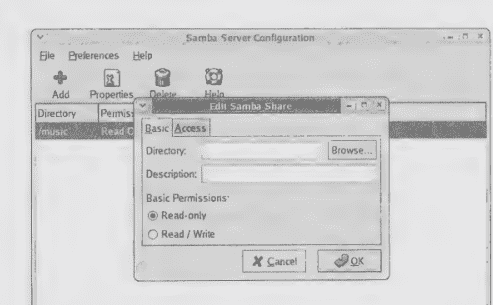 Samba Server Configuration
File Preferences Help
Add Properties Delete Help
Directory Permiss
/music Read O
Edit Samba Share
Basic Access
Directory: Browse...
Description:
Basic Permissions:
Read-only
Read / Write
Cancel OK